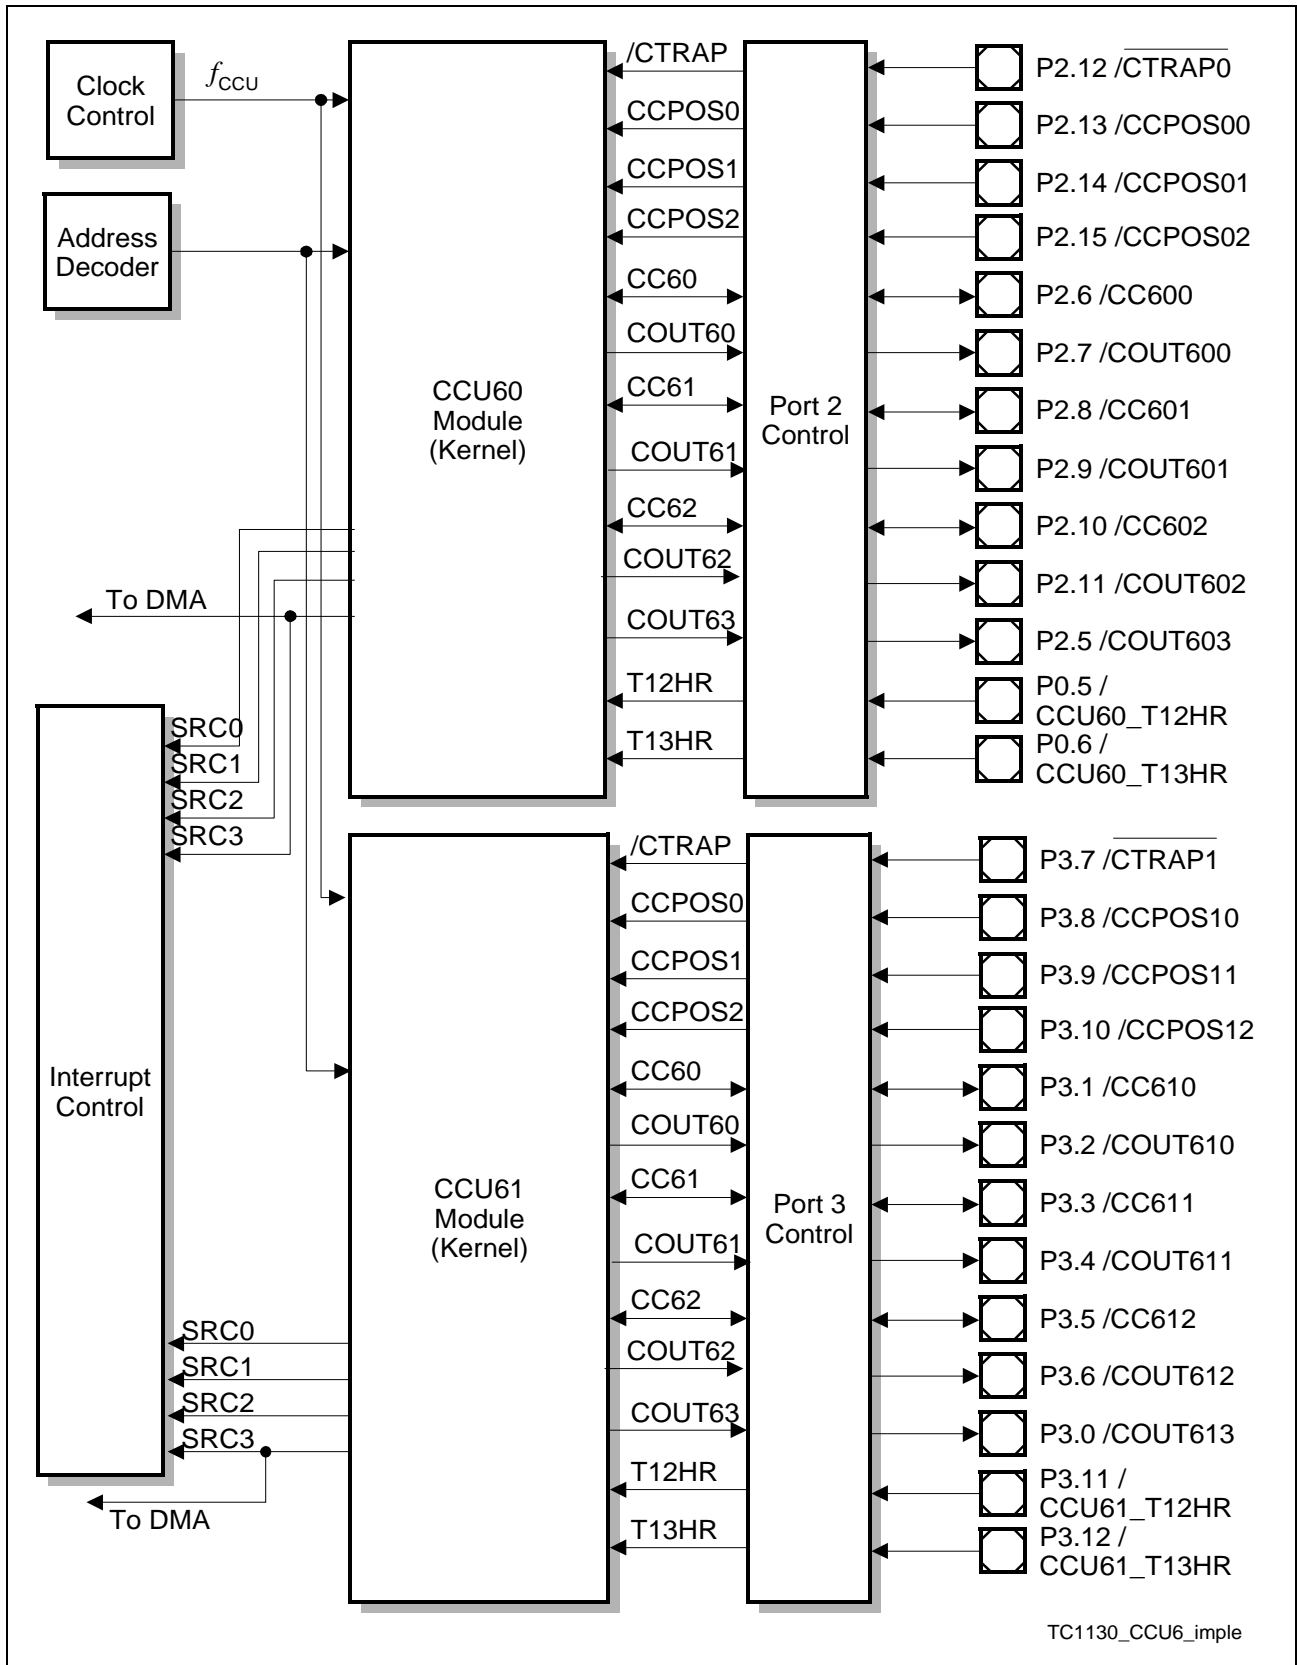 Clock
Control
fCCU
Address
Decoder
CCU60
Module
(Kernel)
/CTRAP
CCPOS0
CCPOS1
CCPOS2
CC60
COUT60
CC61
COUT61
CC62
COUT62
COUT63
T12HR
T13HR
Port 2
Control
P2.12 /CTRAP0
P2.13 /CCPOS00
P2.14 /CCPOS01
P2.15 /CCPOS02
P2.6 /CC600
P2.7 /COUT600
P2.8 /CC601
P2.9 /COUT601
P2.10 /CC602
P2.11 /COUT602
P2.5 /COUT603
P0.5 /
CCU60_T12HR
P0.6 /
CCU60_T13HR
To DMA
SRC0
SRC1
SRC2
SRC3
Interrupt
Control
SRC0
SRC1
SRC2
SRC3
To DMA
CCU61
Module
(Kernel)
/CTRAP
CCPOS0
CCPOS1
CCPOS2
CC60
COUT60
CC61
COUT61
CC62
COUT62
COUT63
T12HR
T13HR
Port 3
Control
P3.7 /CTRAP1
P3.8 /CCPOS10
P3.9 /CCPOS11
P3.10 /CCPOS12
P3.1 /CC610
P3.2 /COUT610
P3.3 /CC611
P3.4 /COUT611
P3.5 /CC612
P3.6 /COUT612
P3.0 /COUT613
P3.11 /
CCU61_T12HR
P3.12 /
CCU61_T13HR
TC1130_CCU6_imple